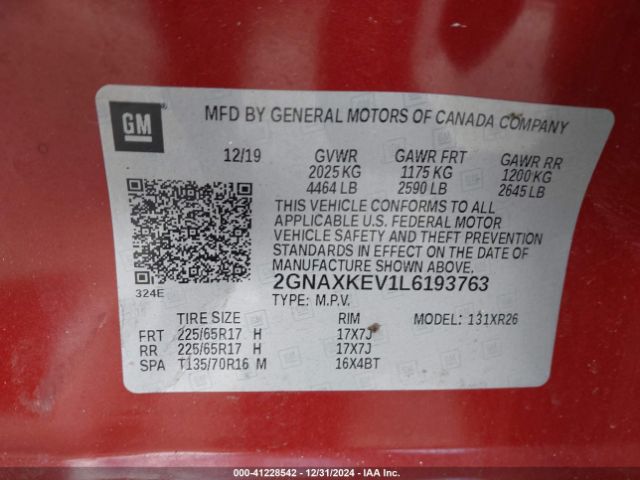 GM
MFD BY GENERAL MOTORS OF CANADA COMPANY
12/19 GVWR GAWR FRT GAWR RR
2025 KG 1175 KG 1200 KG
4464 LB 2590 LB 2645 LB
THIS VEHICLE CONFORMS TO ALL
APPLICABLE U.S. FEDERAL MOTOR
VEHICLE SAFETY AND THEFT PREVENTION
STANDARDS IN EFFECT ON THE DATE
OF MANUFACTURE SHOWN ABOVE.
324E 2GNAXKEV1L6193763
TYPE: M.P.V.
TIRE SIZE RIM MODEL: 131XR26
FRT 225/65R17 H 17X7J
RR 225/65R17 H 17X7J
SPA T135/70R16 M 16X4BT
Stock No - 41228542 - 12/31/2024 - IAA Inc.